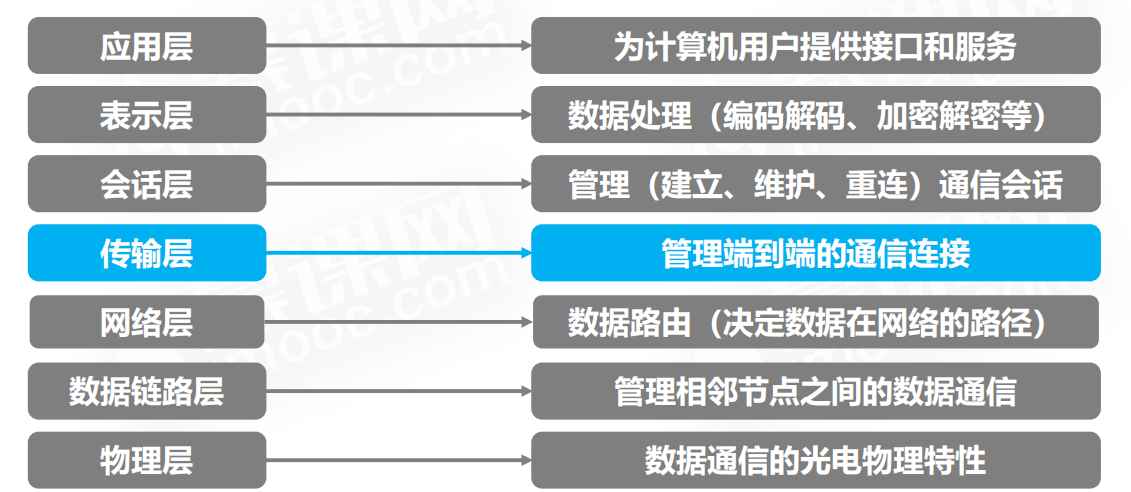 应用层 为计算机用户提供接口和服务
表示层 数据处理（编码解码、加密解密等）
会话层 管理（建立、维护、重连）通信会话
传输层 管理端到端的通信连接
网络层 数据路由（决定数据在网络的路径）
数据链路层 管理相邻节点之间的数据通信
物理层 数据通信的光电物理特性